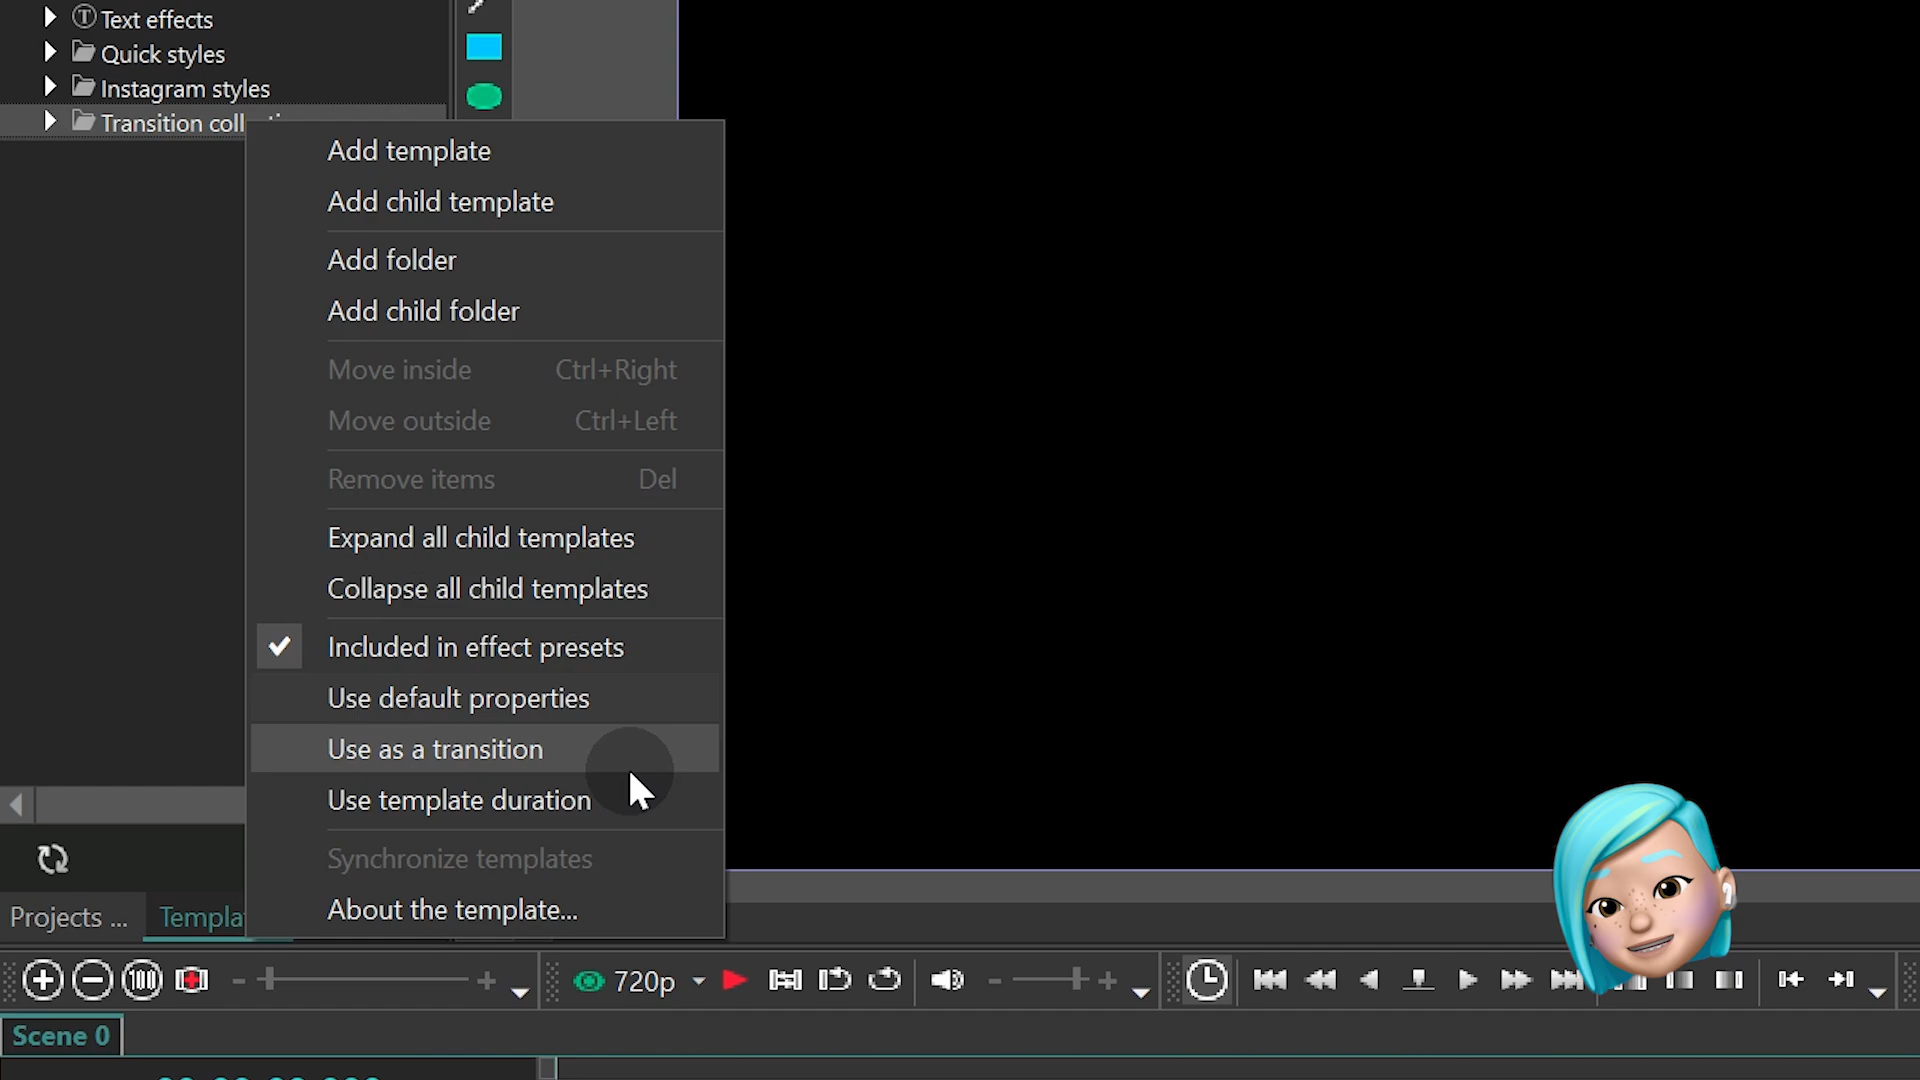 Text effects
Quick styles
Instagram styles
Transition
Add template
Add child template
Add folder
Add child folder
Move inside Ctrl+Right
Move outside Ctrl+Left
Remove items Del
Expand all child templates
Collapse all child templates
Included in effect presets
Use default properties
Use as a transition
Use template duration
Synchronize templates
About the template...
Projects ...
720p
Scene 0